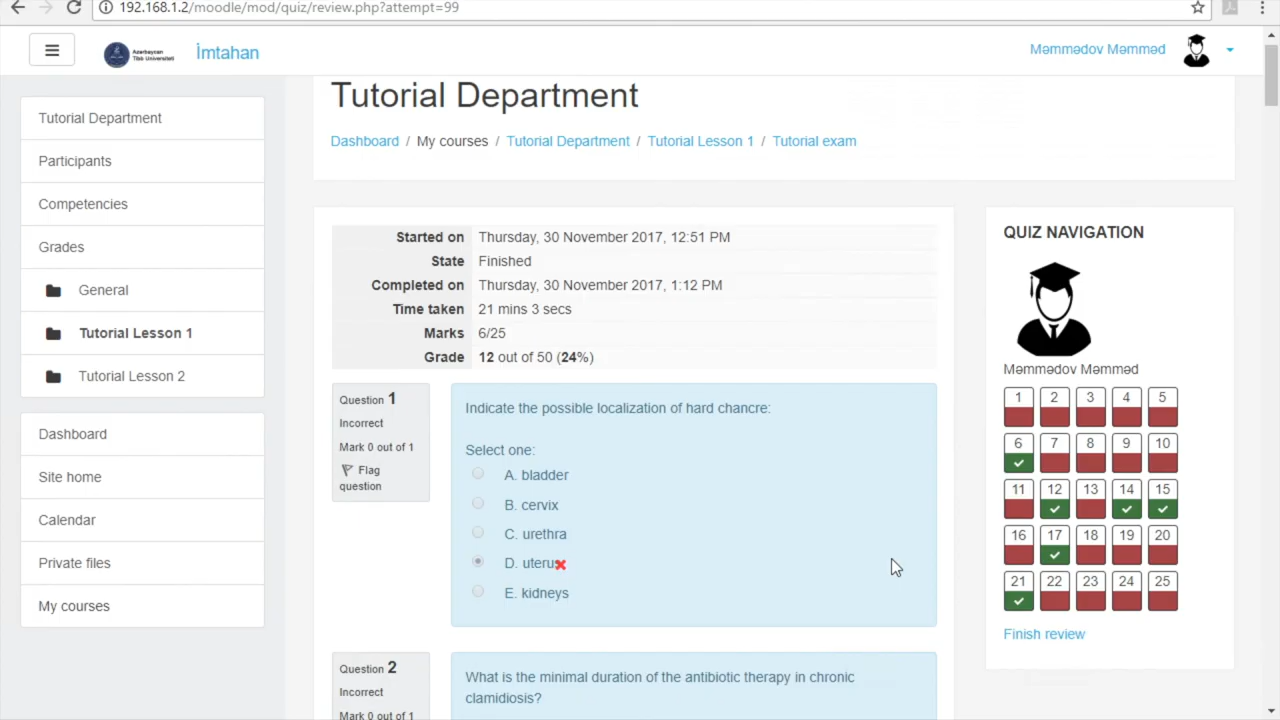 192.168.1.2/moodle/mod/quiz/review.php?attempt=99
Azərbaycan
Tibb Universiteti
İmtahan
Məmmədov Məmməd
Tutorial Department
Participants
Competencies
Grades
General
Tutorial Lesson 1
Tutorial Lesson 2
Dashboard
Site home
Calendar
Private files
My courses
Tutorial Department
Dashboard / My courses / Tutorial Department / Tutorial Lesson 1 / Tutorial exam
Started on Thursday, 30 November 2017, 12:51 PM
State Finished
Completed on Thursday, 30 November 2017, 1:12 PM
Time taken 21 mins 3 secs
Marks 6/25
Grade 12 out of 50 (24%)
Question 1
Incorrect
Mark 0 out of 1
Flag
question
Indicate the possible localization of hard chancre:
Select one:
A. bladder
B. cervix
C. urethra
D. uterus
E. kidneys
Question 2
Incorrect
Mark 0 out of 1
What is the minimal duration of the antibiotic therapy in chronic
clamidiosis?
QUIZ NAVIGATION
Məmmədov Məmməd
1 2 3 4 5
6 7 8 9 10
11 12 13 14 15
16 17 18 19 20
21 22 23 24 25
Finish review